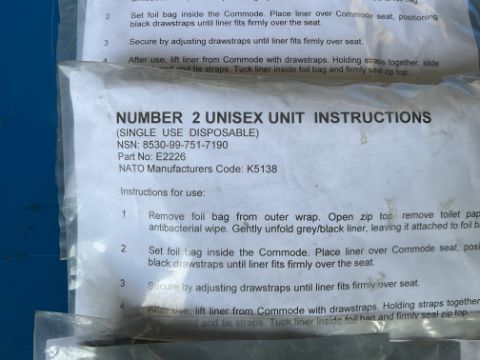 2 Set foil bag inside the Commode. Place liner over Commode seat, positioning
black drawstraps until liner fits firmly over the seat.
3 Secure by adjusting drawstraps until liner fits firmly over seat.
4 After use, lift liner from Commode with drawstraps. Holding straps together, slide
and tie straps. Tuck liner inside foil bag and firmly seal zip top.
NUMBER 2 UNISEX UNIT INSTRUCTIONS
(SINGLE USE DISPOSABLE)
NSN: 8530-99-751-7190
Part No: E2226
NATO Manufacturers Code: K5138
Instructions for use:
1 Remove foil bag from outer wrap. Open zip top remove toilet pap
antibacterial wipe. Gently unfold grey/black liner, leaving it attached to foil b
2 Set foil bag inside the Commode. Place liner over Commode seat, posi
black drawstraps until liner fits firmly over the seat.
3 Secure by adjusting drawstraps until liner fits firmly over seat.
4 After use, lift liner from Commode with drawstraps. Holding straps together
and tie straps. Tuck liner inside foil bag and firmly seal zip